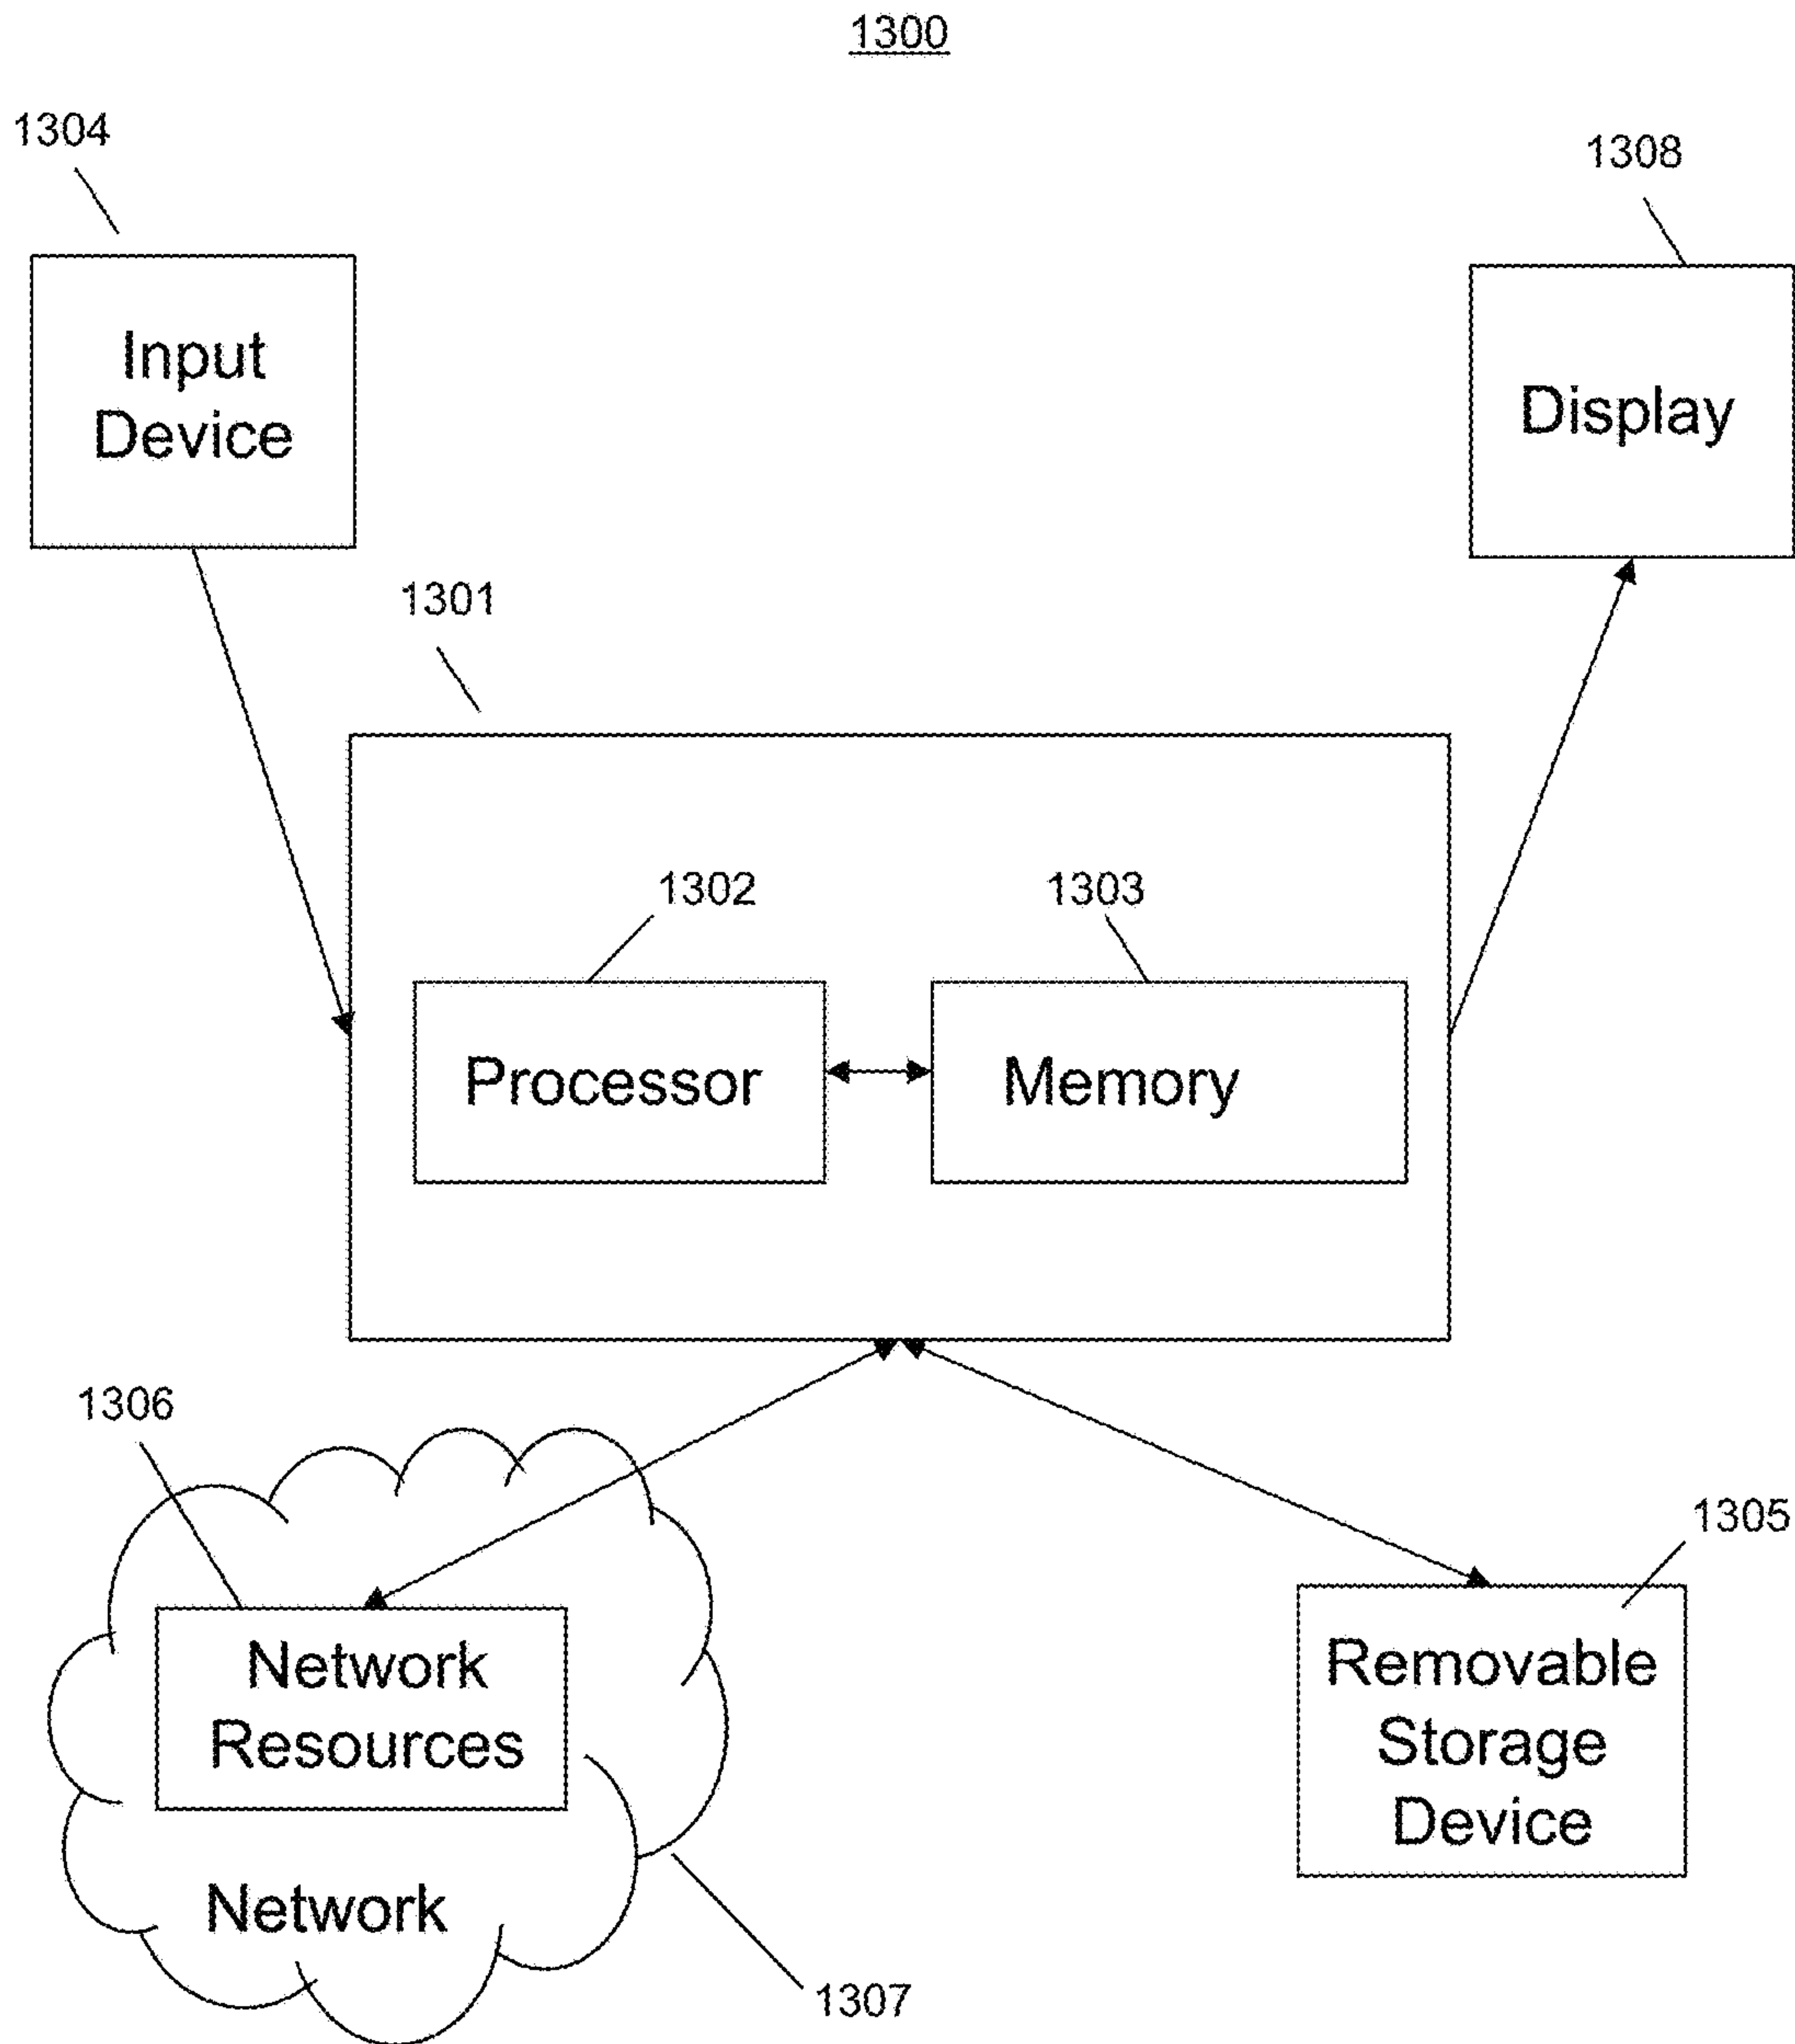 1300
1304
1308
Input
Device
Display
1301
1302
1303
Processor
Memory
1306
1305
Network
Resources
Removable
Storage
Device
Network
1307